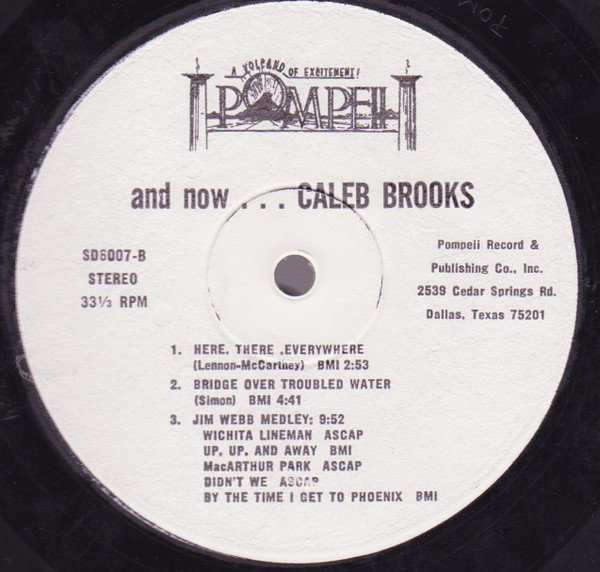 A VOLCANO OF EXCITEMENT!
POMPEII
and now . . . CALEB BROOKS
SD6007-B
STEREO
33⅓ RPM
Pompeii Record &
Publishing Co., Inc.
2539 Cedar Springs Rd.
Dallas, Texas 75201
1. HERE, THERE ,EVERYWHERE
(Lennon-McCartney) BMI 2:53
2. BRIDGE OVER TROUBLED WATER
(Simon) BMI 4:41
3. JIM WEBB MEDLEY: 9:52
WICHITA LINEMAN ASCAP
UP, UP, AND AWAY BMI
MacARTHUR PARK ASCAP
DIDN'T WE ASCAP
BY THE TIME I GET TO PHOENIX BMI